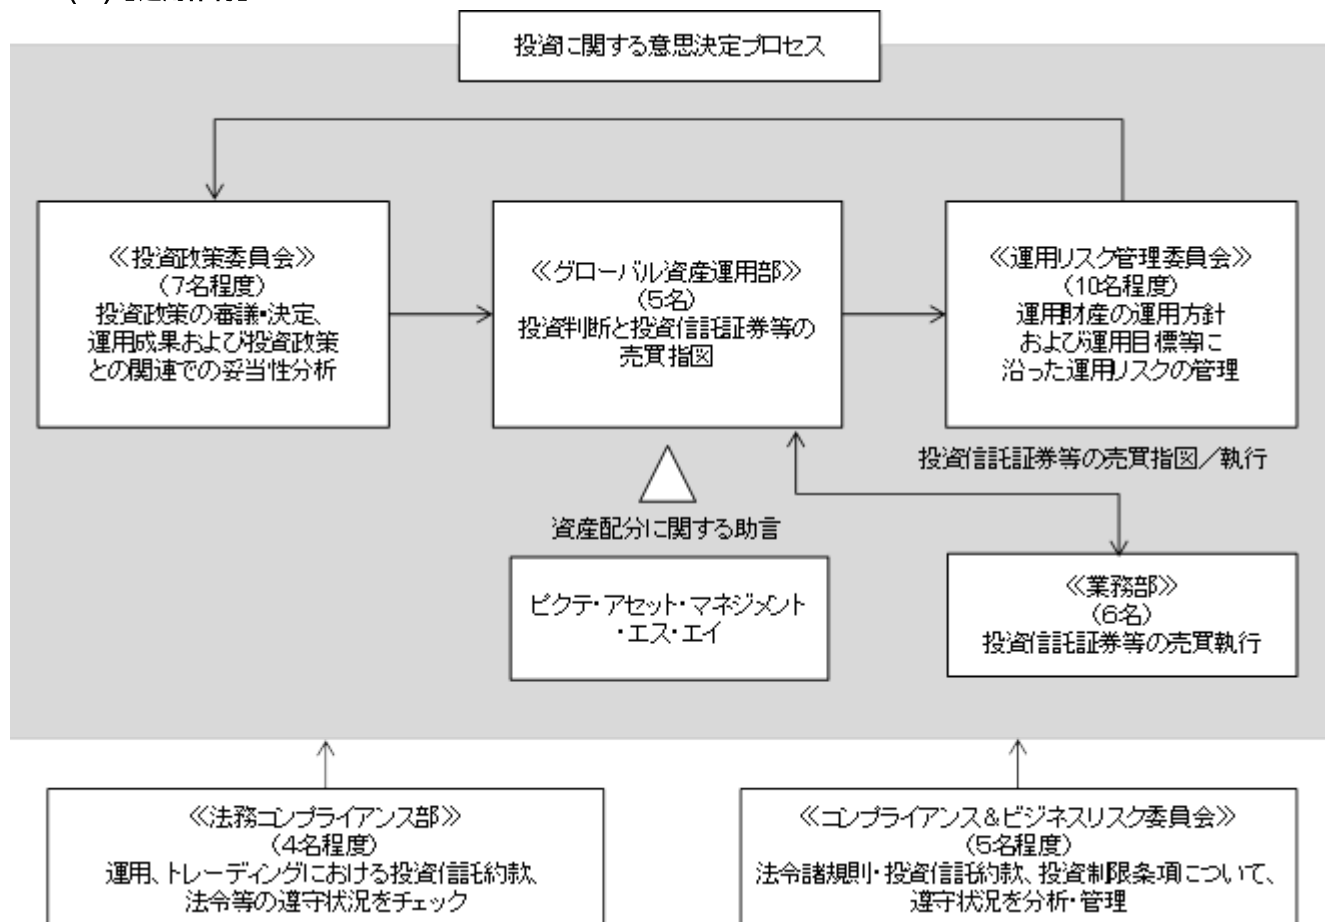 投資に関する意思決定プロセス
≪投資政策委員会≫
(7名程度)
投資政策の審議・決定、
運用成果および投資政策
との関連での妥当性分析
≪グローバル資産運用部≫
(5名)
投資判断と投資信託証券等の
売買指図
≪運用リスク管理委員会≫
(10名程度)
運用財産の運用方針
および運用目標等に
沿った運用リスクの管理
投資信託証券等の売買指図／執行
資産配分に関する助言
ピクテ・アセット・マネジメント
・エス・エイ
≪業務部≫
(6名)
投資信託証券等の売買執行
≪法務コンプライアンス部≫
(4名程度)
運用、トレーディングにおける投資信託約款、
法令等の遵守状況をチェック
≪コンプライアンス＆ビジネスリスク委員会≫
(5名程度)
法令諸規則・投資信託約款、投資制限条項について、
遵守状況を分析・管理